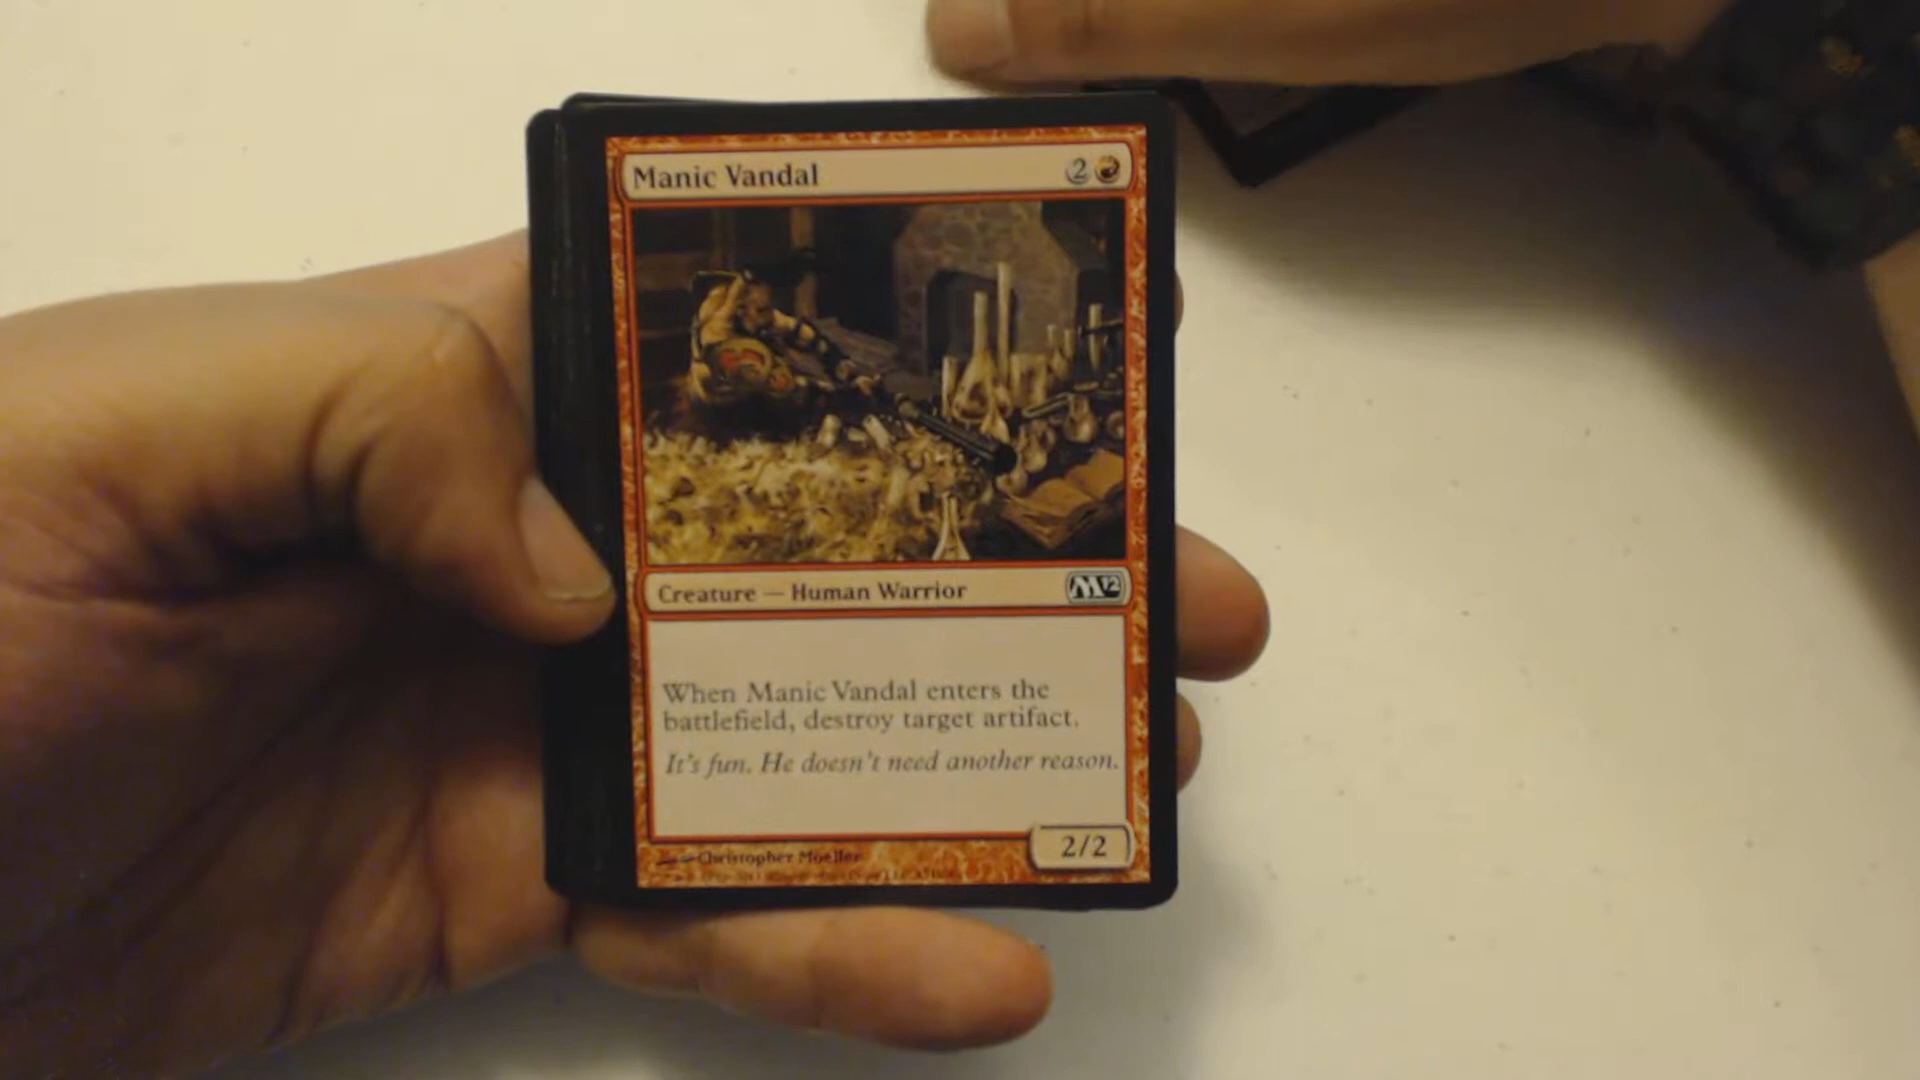 Manic Vandal
2
Creature — Human Warrior
M12
When Manic Vandal enters the
battlefield, destroy target artifact.
It's fun. He doesn't need another reason.
2/2
Christopher Moeller